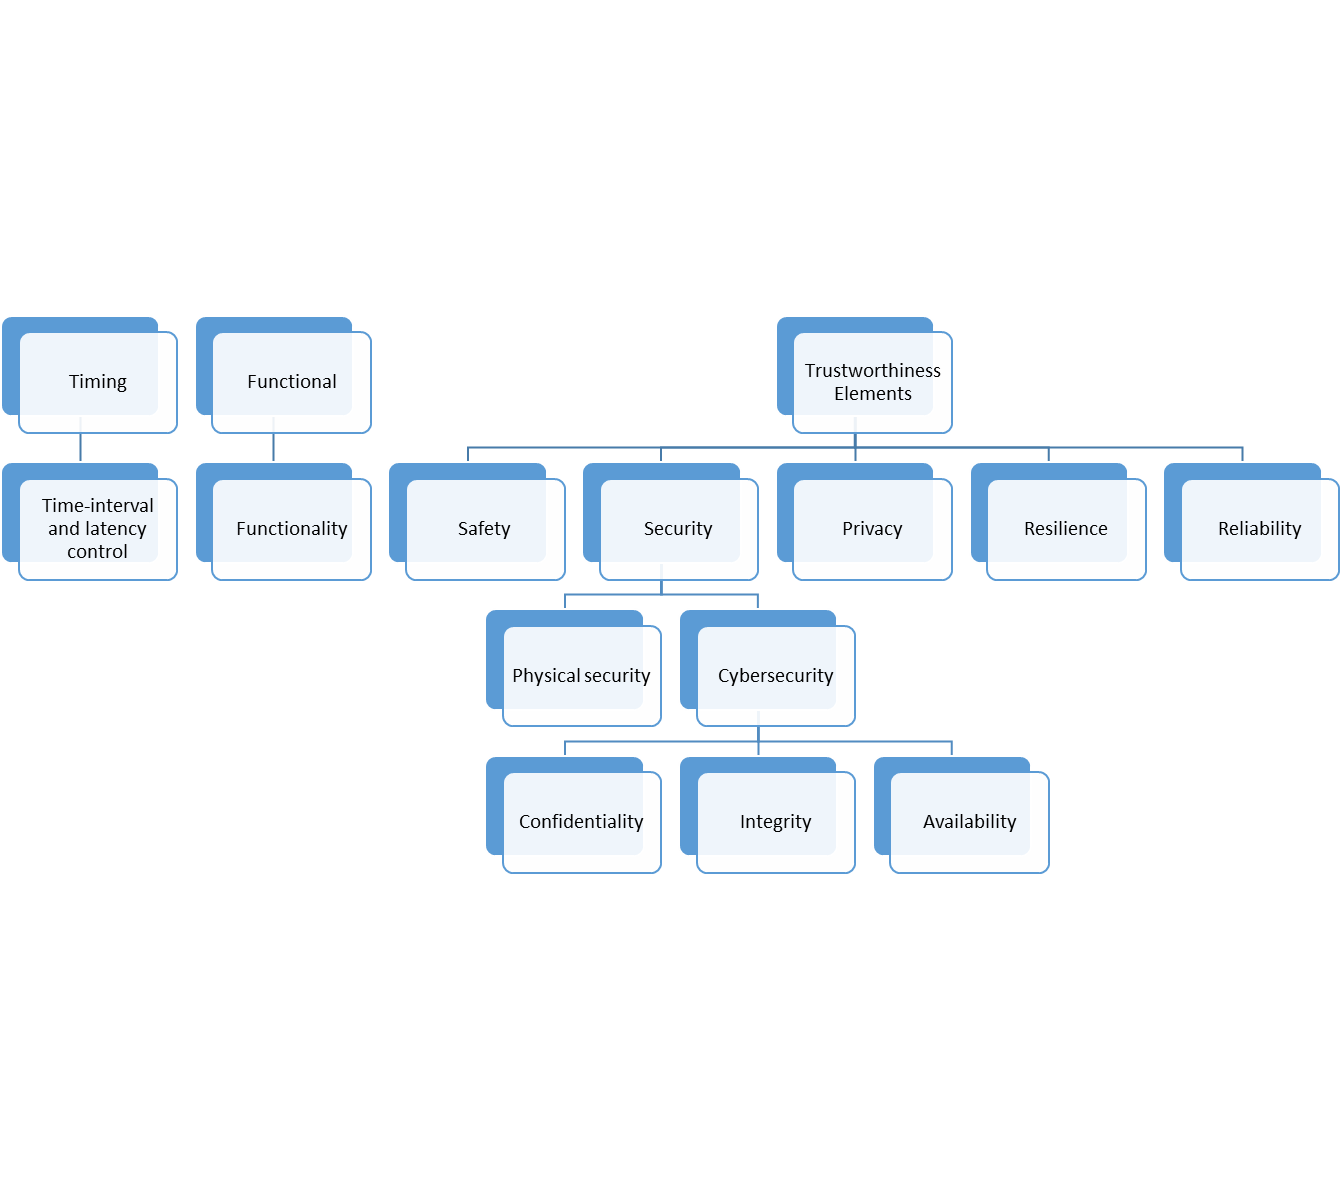 Timing
Functional
Trustworthiness
Elements
Time-interval
and latency
control
Functionality
Safety
Security
Privacy
Resilience
Reliability
Physical security
Cybersecurity
Confidentiality
Integrity
Availability